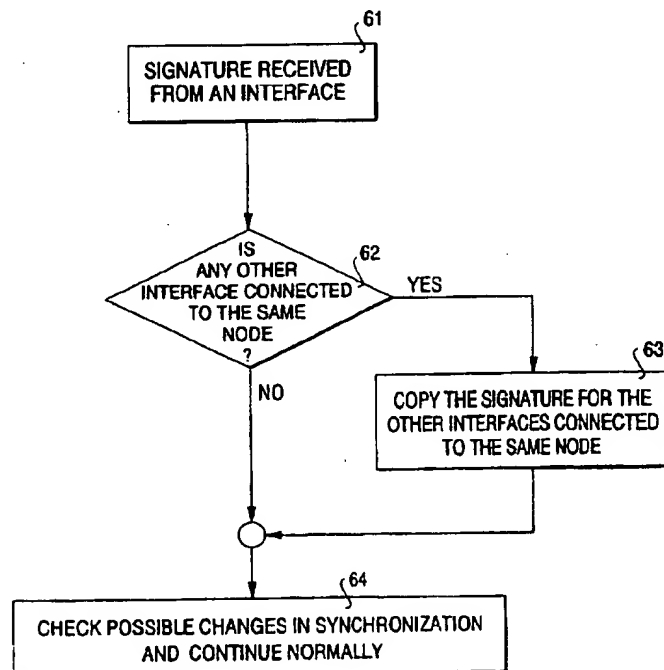 61
SIGNATURE RECEIVED
FROM AN INTERFACE
62
IS
ANY OTHER
INTERFACE CONNECTED
TO THE SAME
NODE
?
YES
NO
63
COPY THE SIGNATURE FOR THE
OTHER INTERFACES CONNECTED
TO THE SAME NODE
64
CHECK POSSIBLE CHANGES IN SYNCHRONIZATION
AND CONTINUE NORMALLY